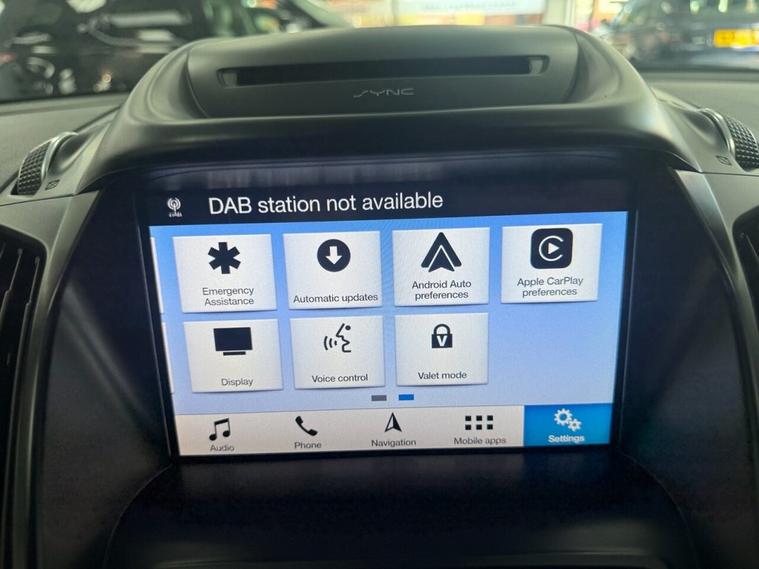 SYNC
DAB station not available
Emergency
Assistance
Automatic updates
Android Auto
preferences
Apple CarPlay
preferences
Display
Voice control
V
Valet mode
Audio
Phone
Navigation
Mobile apps
Settings